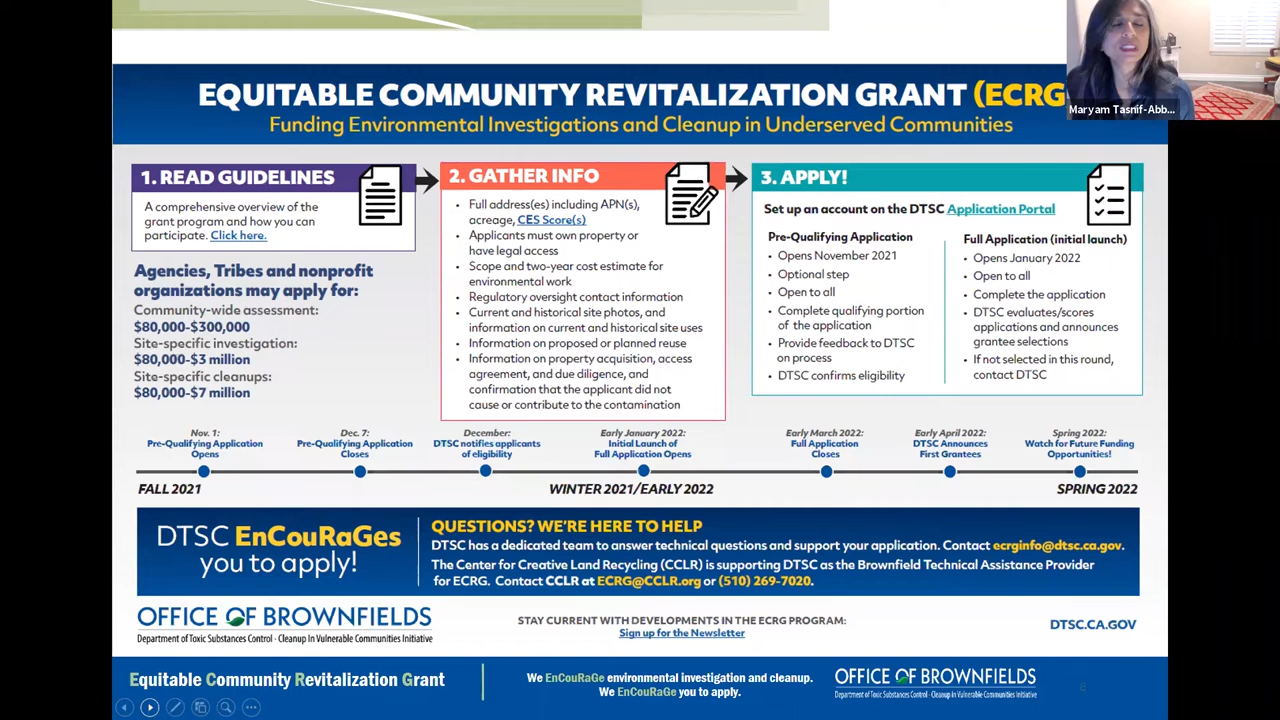 EQUITABLE COMMUNITY REVITALIZATION GRANT (ECRG
Funding Environmental Investigations and Cleanup in Underserved Communities
Maryam Tasnif-Abb...
1. READ GUIDELINES
A comprehensive overview of the
grant program and how you can
participate. Click here.
Agencies, Tribes and nonprofit
organizations may apply for:
Community-wide assessment:
$80,000-$300,000
Site-specific investigation:
$80,000-$3 million
Site-specific cleanups:
$80,000-$7 million
2. GATHER INFO
• Full address(es) including APN(s),
acreage, CES Score(s)
• Applicants must own property or
have legal access
• Scope and two-year cost estimate for
environmental work
• Regulatory oversight contact information
• Current and historical site photos, and
information on current and historical site uses
• Information on proposed or planned reuse
• Information on property acquisition, access
agreement, and due diligence, and
confirmation that the applicant did not
cause or contribute to the contamination
3. APPLY!
Set up an account on the DTSC Application Portal
Pre-Qualifying Application
• Opens November 2021
• Optional step
• Open to all
• Complete qualifying portion
of the application
• Provide feedback to DTSC
on process
• DTSC confirms eligibility
Full Application (initial launch)
• Opens January 2022
• Open to all
• Complete the application
• DTSC evaluates/scores
applications and announces
grantee selections
• If not selected in this round,
contact DTSC
Nov. 1:
Pre-Qualifying Application
Opens
Dec. 7:
Pre-Qualifying Application
Closes
December:
DTSC notifies applicants
of eligibility
Early January 2022:
Initial Launch of
Full Application Opens
Early March 2022:
Full Application
Closes
Early April 2022:
DTSC Announces
First Grantees
Spring 2022:
Watch for Future Funding
Opportunities!
FALL 2021
WINTER 2021/EARLY 2022
SPRING 2022
DTSC EnCouRaGes
you to apply!
QUESTIONS? WE'RE HERE TO HELP
DTSC has a dedicated team to answer technical questions and support your application. Contact ecrginfo@dtsc.ca.gov.
The Center for Creative Land Recycling (CCLR) is supporting DTSC as the Brownfield Technical Assistance Provider
for ECRG. Contact CCLR at ECRG@CCLR.org or (510) 269-7020.
OFFICE OF BROWNFIELDS
Department of Toxic Substances Control - Cleanup In Vulnerable Communities Initiative
STAY CURRENT WITH DEVELOPMENTS IN THE ECRG PROGRAM:
Sign up for the Newsletter
DTSC.CA.GOV
Equitable Community Revitalization Grant
We EnCouRaGe environmental investigation and cleanup.
We EnCouRaGe you to apply.
OFFICE OF BROWNFIELDS
Department of Toxic Substances Control - Cleanup In Vulnerable Communities Initiative